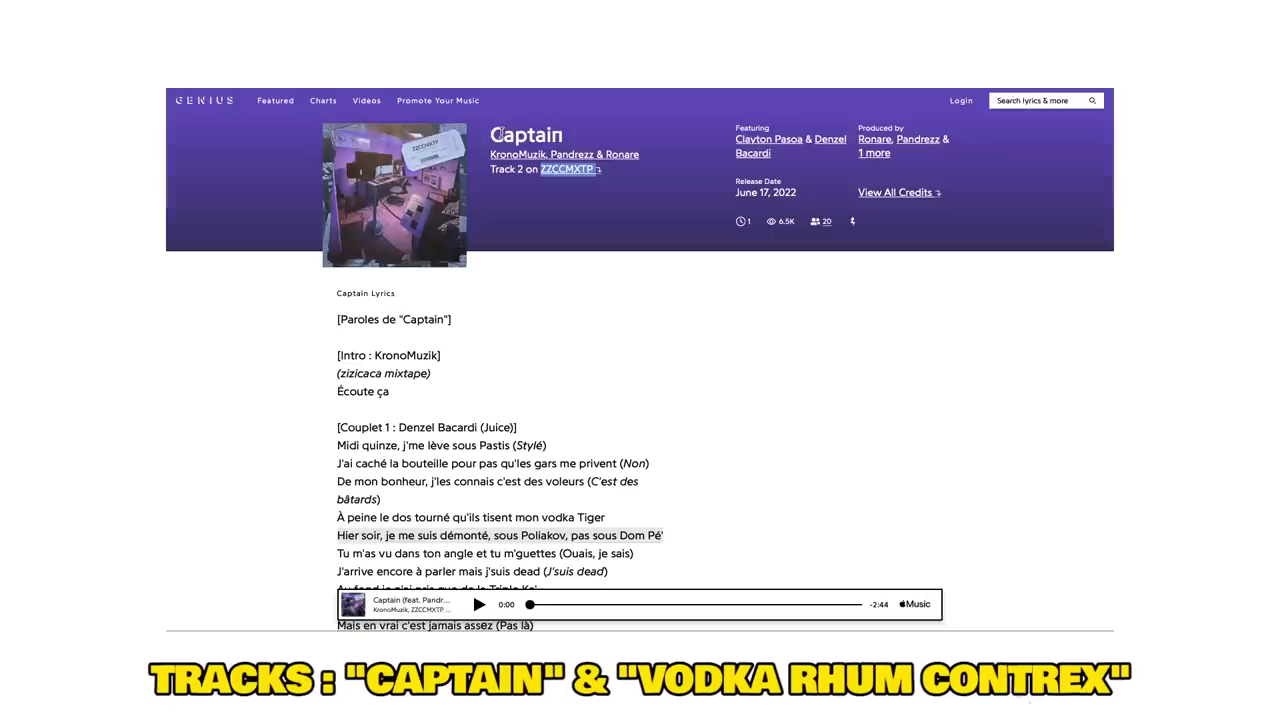 GENIUS
Featured
Charts
Videos
Promote Your Music
Login
Search lyrics & more
ZZCCMXTP
Captain
KronoMuzik, Pandrezz & Ronare
Track 2 on ZZCCMXTP
Featuring
Clayton Pasoa & Denzel
Bacardi
Produced by
Ronare, Pandrezz &
1 more
Release Date
June 17, 2022
View All Credits
1
6.5K
20
Captain Lyrics
[Paroles de "Captain"]
[Intro : KronoMuzik]
(zizicaca mixtape)
Écoute ça
[Couplet 1 : Denzel Bacardi (Juice)]
Midi quinze, j'me lève sous Pastis (Stylé)
J'ai caché la bouteille pour pas qu'les gars me privent (Non)
De mon bonheur, j'les connais c'est des voleurs (C'est des
bâtards)
À peine le dos tourné qu'ils tisent mon vodka Tiger
Hier soir, je me suis démonté, sous Poliakov, pas sous Dom Pé'
Tu m'as vu dans ton angle et tu m'guettes (Ouais, je sais)
J'arrive encore à parler mais j'suis dead (J'suis dead)
Captain (feat. Pandr...
KronoMuzik, ZZCCMXTP ...
0:00
-2:44
Music
Mais en vrai c'est jamais assez (Pas là)
TRACKS : "CAPTAIN" & "VODKA RHUM CONTREX"